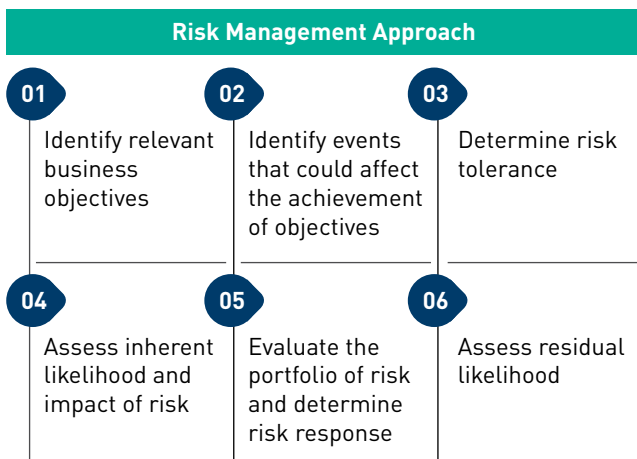 Risk Management Approach
01
Identify relevant
business
objectives
02
Identify events
that could affect
the achievement
of objectives
03
Determine risk
tolerance
04
Assess inherent
likelihood and
impact of risk
05
Evaluate the
portfolio of risk
and determine
risk response
06
Assess residual
likelihood